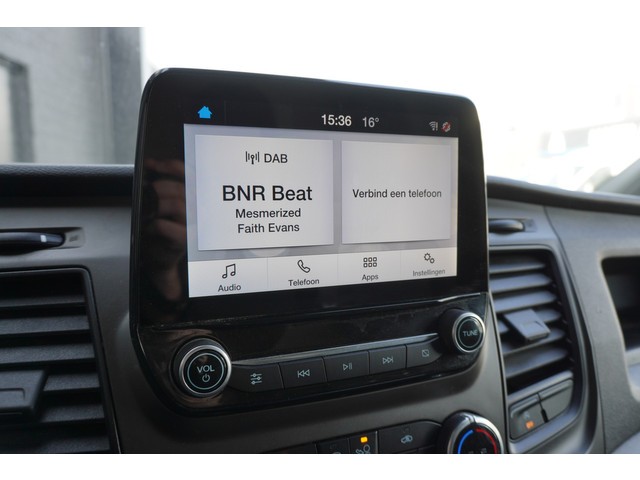 15:36 16°
DAB
BNR Beat
Mesmerized
Faith Evans
Verbind een telefoon
Audio
Telefoon
Apps
Instellingen
VOL
TUNE